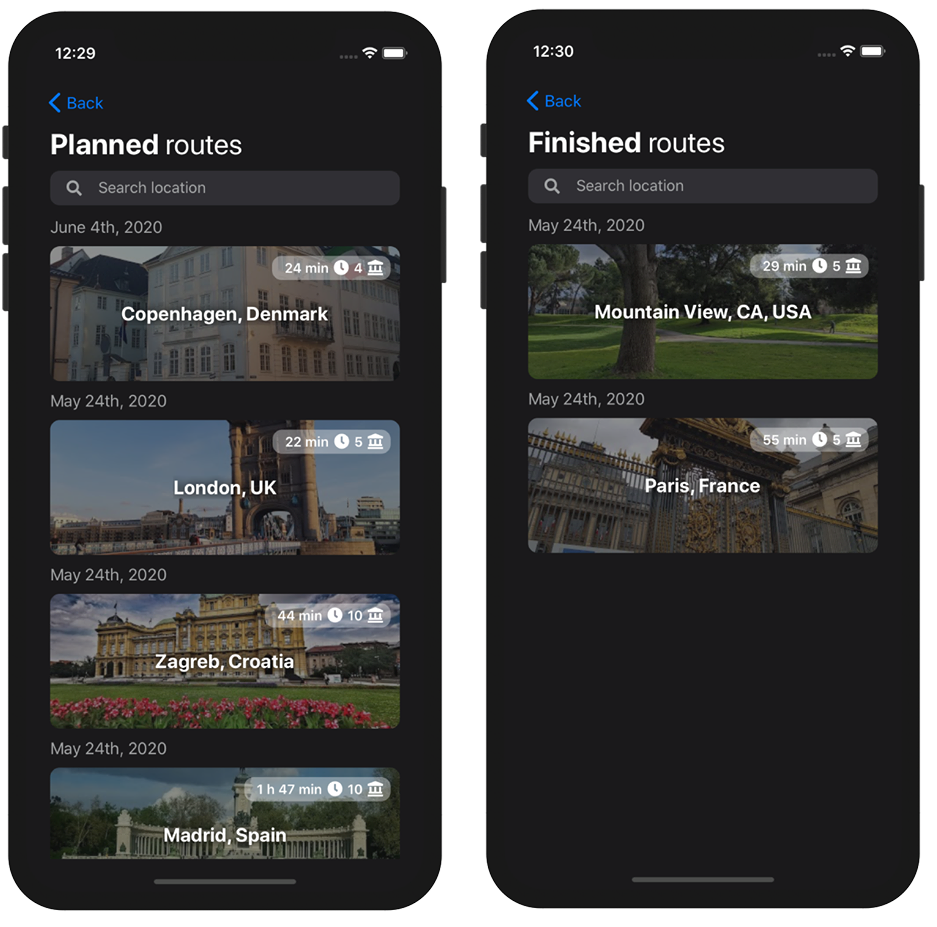 12:29
Back
Planned routes
Search location
June 4th, 2020
24 min 4
Copenhagen, Denmark
May 24th, 2020
22 min 5
London, UK
May 24th, 2020
44 min 10
Zagreb, Croatia
May 24th, 2020
1 h 47 min 10
Madrid, Spain
12:30
Back
Finished routes
Search location
May 24th, 2020
29 min 5
Mountain View, CA, USA
May 24th, 2020
55 min 5
Paris, France